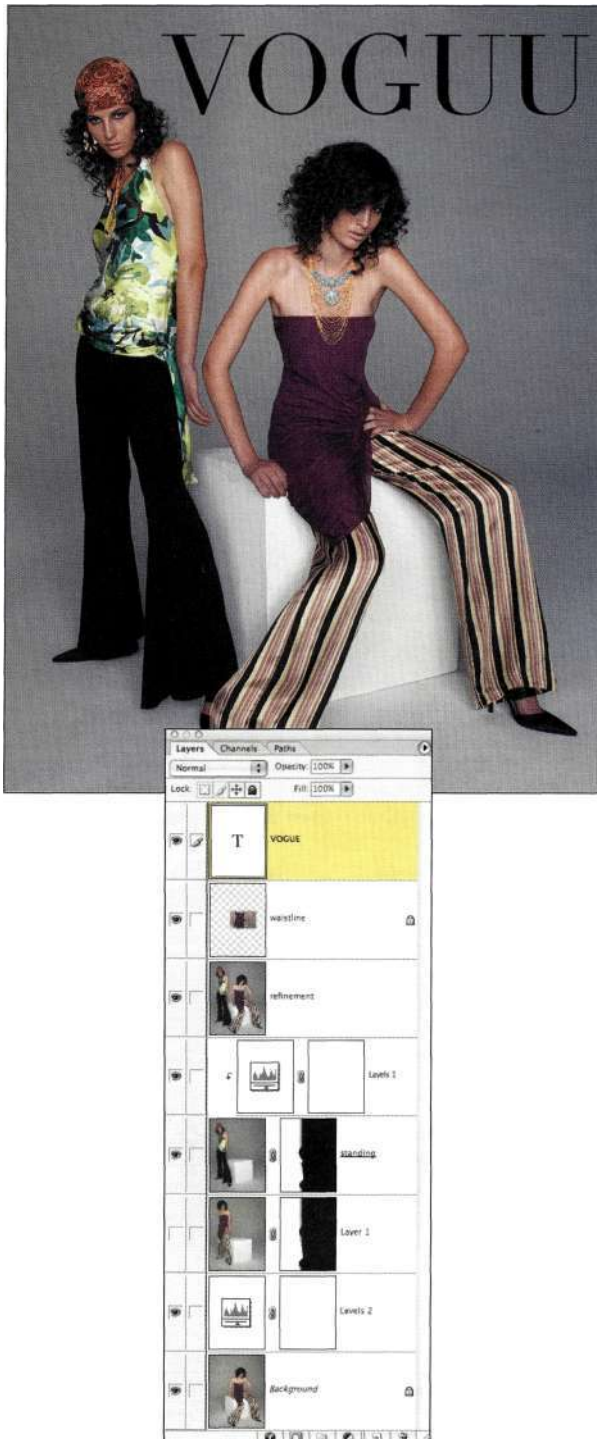 VOGUU
Layers Channels Paths
Normal Opacity: 100%
Lock: Fill: 100%
T VOGUE
waistline
refinement
Levels 1
standing
Layer 1
Levels 2
Background